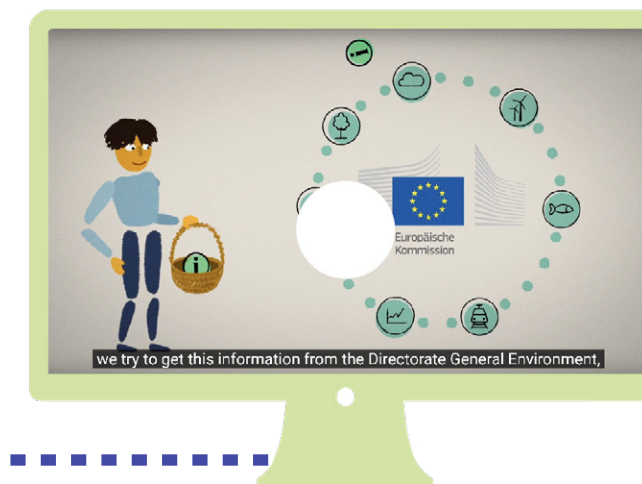 i
i
Europäische
Kommission
we try to get this information from the Directorate General Environment,